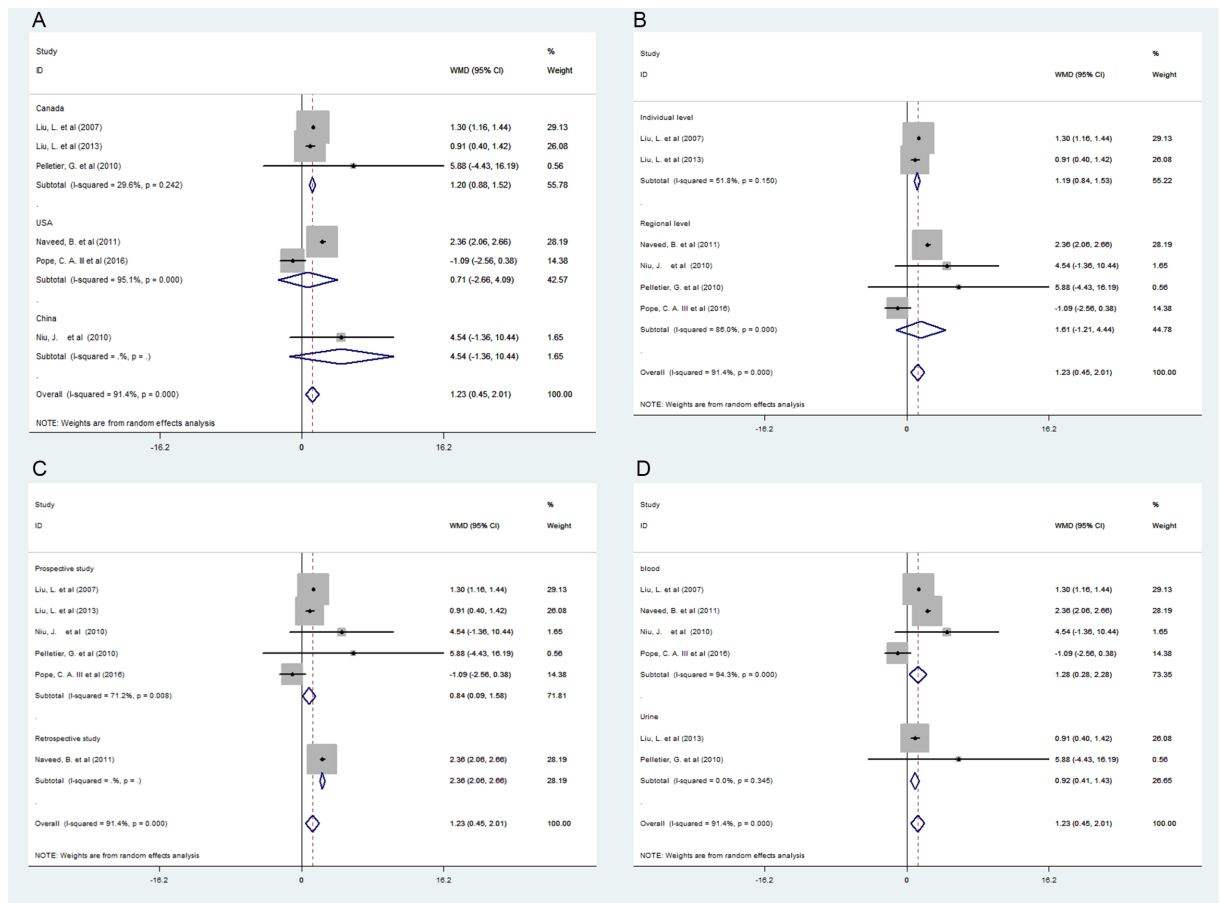 A
Study %
ID WMD (95% CI) Weight
Canada
Liu, L. et al (2007) 1.30 (1.16, 1.44) 29.13
Liu, L. et al (2013) 0.91 (0.40, 1.42) 26.08
Pelletier, G. et al (2010) 5.88 (-4.43, 16.19) 0.56
Subtotal (I-squared = 29.6%, p = 0.242) 1.20 (0.88, 1.52) 55.78
.
USA
Naveed, B. et al (2011) 2.36 (2.06, 2.66) 28.19
Pope, C. A. III et al (2016) -1.09 (-2.56, 0.38) 14.38
Subtotal (I-squared = 95.1%, p = 0.000) 0.71 (-2.66, 4.09) 42.57
.
China
Niu, J. et al (2010) 4.54 (-1.36, 10.44) 1.65
Subtotal (I-squared = .%, p = .) 4.54 (-1.36, 10.44) 1.65
.
Overall (I-squared = 91.4%, p = 0.000) 1.23 (0.45, 2.01) 100.00
NOTE: Weights are from random effects analysis
-16.2 0 16.2
B
Study %
ID WMD (95% CI) Weight
Individual level
Liu, L. et al (2007) 1.30 (1.16, 1.44) 29.13
Liu, L. et al (2013) 0.91 (0.40, 1.42) 26.08
Subtotal (I-squared = 51.8%, p = 0.150) 1.19 (0.84, 1.53) 55.22
.
Regional level
Naveed, B. et al (2011) 2.36 (2.06, 2.66) 28.19
Niu, J. et al (2010) 4.54 (-1.36, 10.44) 1.65
Pelletier, G. et al (2010) 5.88 (-4.43, 16.19) 0.56
Pope, C. A. III et al (2016) -1.09 (-2.56, 0.38) 14.38
Subtotal (I-squared = 86.0%, p = 0.000) 1.61 (-1.21, 4.44) 44.78
.
Overall (I-squared = 91.4%, p = 0.000) 1.23 (0.45, 2.01) 100.00
NOTE: Weights are from random effects analysis
-16.2 0 16.2
C
Study %
ID WMD (95% CI) Weight
Prospective study
Liu, L. et al (2007) 1.30 (1.16, 1.44) 29.13
Liu, L. et al (2013) 0.91 (0.40, 1.42) 26.08
Niu, J. et al (2010) 4.54 (-1.36, 10.44) 1.65
Pelletier, G. et al (2010) 5.88 (-4.43, 16.19) 0.56
Pope, C. A. III et al (2016) -1.09 (-2.56, 0.38) 14.38
Subtotal (I-squared = 71.2%, p = 0.008) 0.84 (0.09, 1.58) 71.81
.
Retrospective study
Naveed, B. et al (2011) 2.36 (2.06, 2.66) 28.19
Subtotal (I-squared = .%, p = .) 2.36 (2.06, 2.66) 28.19
.
Overall (I-squared = 91.4%, p = 0.000) 1.23 (0.45, 2.01) 100.00
NOTE: Weights are from random effects analysis
-16.2 0 16.2
D
Study %
ID WMD (95% CI) Weight
blood
Liu, L. et al (2007) 1.30 (1.16, 1.44) 29.13
Naveed, B. et al (2011) 2.36 (2.06, 2.66) 28.19
Niu, J. et al (2010) 4.54 (-1.36, 10.44) 1.65
Pope, C. A. III et al (2016) -1.09 (-2.56, 0.38) 14.38
Subtotal (I-squared = 94.3%, p = 0.000) 1.28 (0.28, 2.28) 73.35
.
Urine
Liu, L. et al (2013) 0.91 (0.40, 1.42) 26.08
Pelletier, G. et al (2010) 5.88 (-4.43, 16.19) 0.56
Subtotal (I-squared = 0.0%, p = 0.345) 0.92 (0.41, 1.43) 26.65
.
Overall (I-squared = 91.4%, p = 0.000) 1.23 (0.45, 2.01) 100.00
NOTE: Weights are from random effects analysis
-16.2 0 16.2